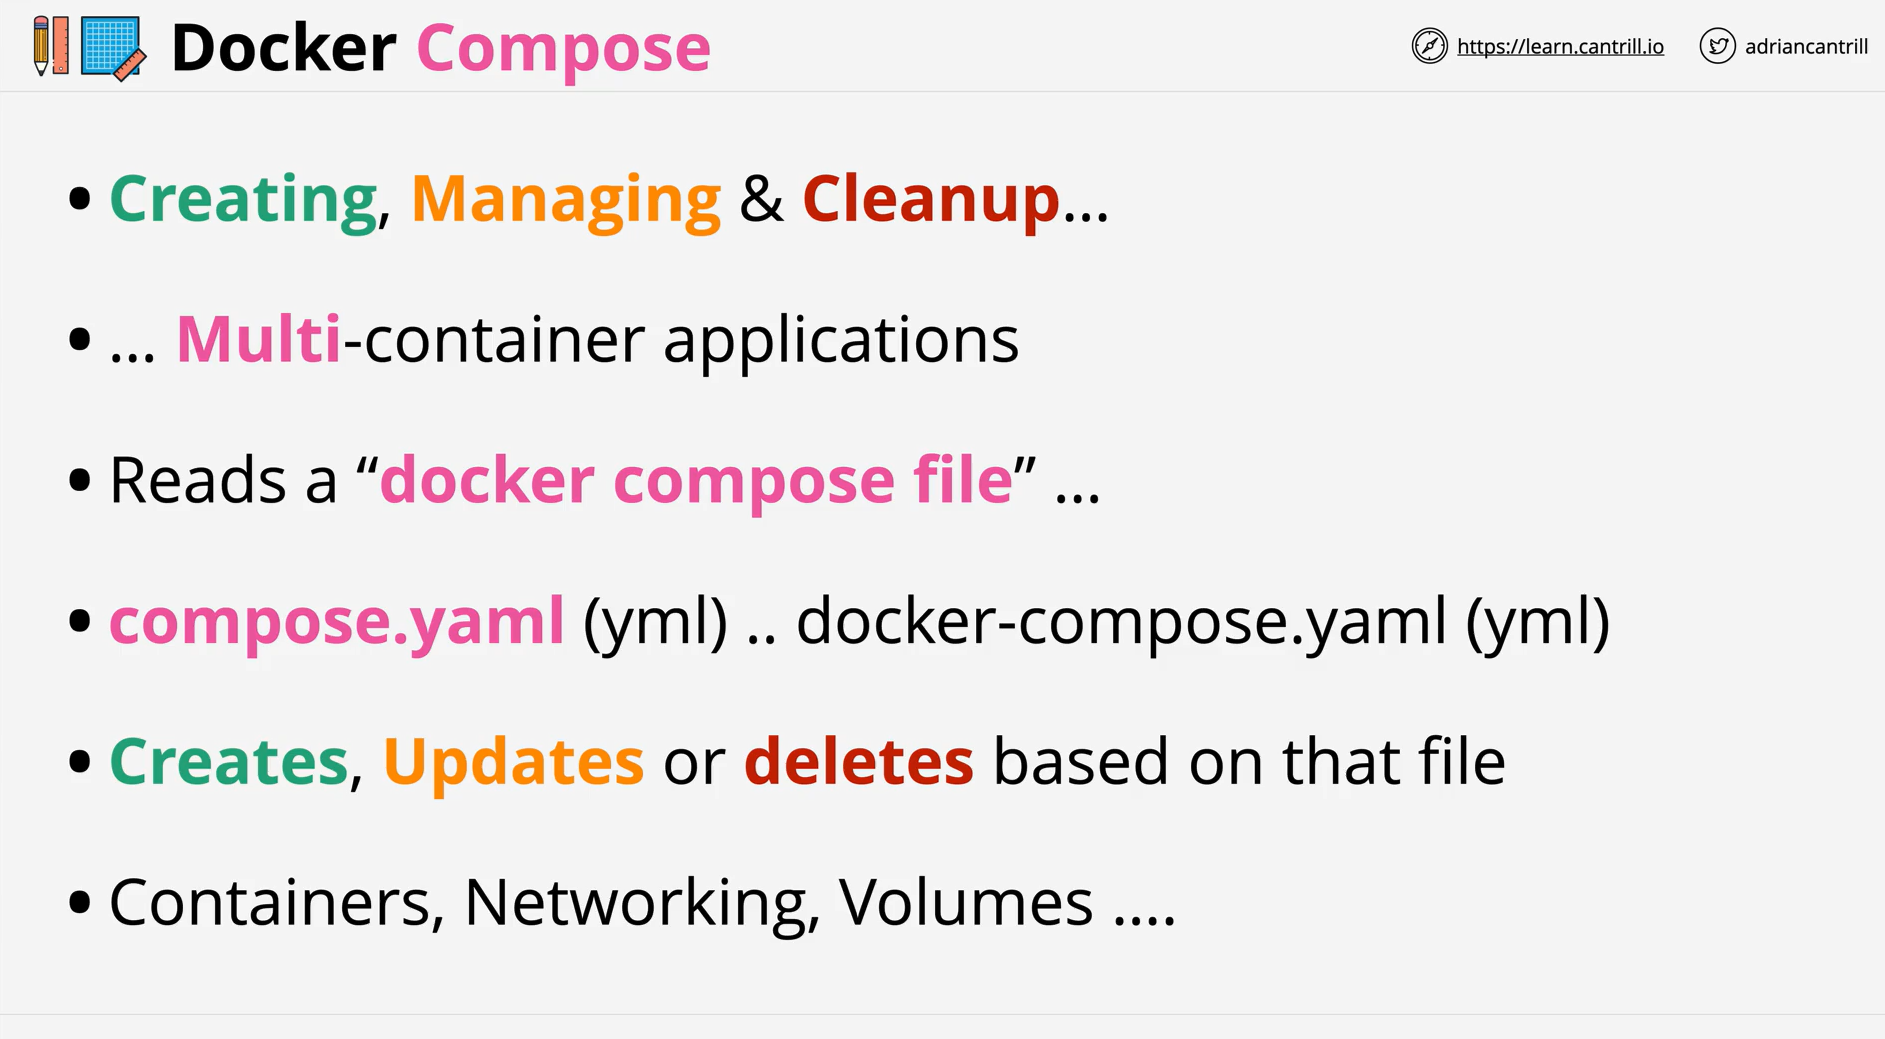 Docker Compose
https://learn.cantrill.io
adriancantrill
• Creating, Managing & Cleanup...
• ... Multi-container applications
• Reads a “docker compose file” ...
• compose.yaml (yml) .. docker-compose.yaml (yml)
• Creates, Updates or deletes based on that file
• Containers, Networking, Volumes ....